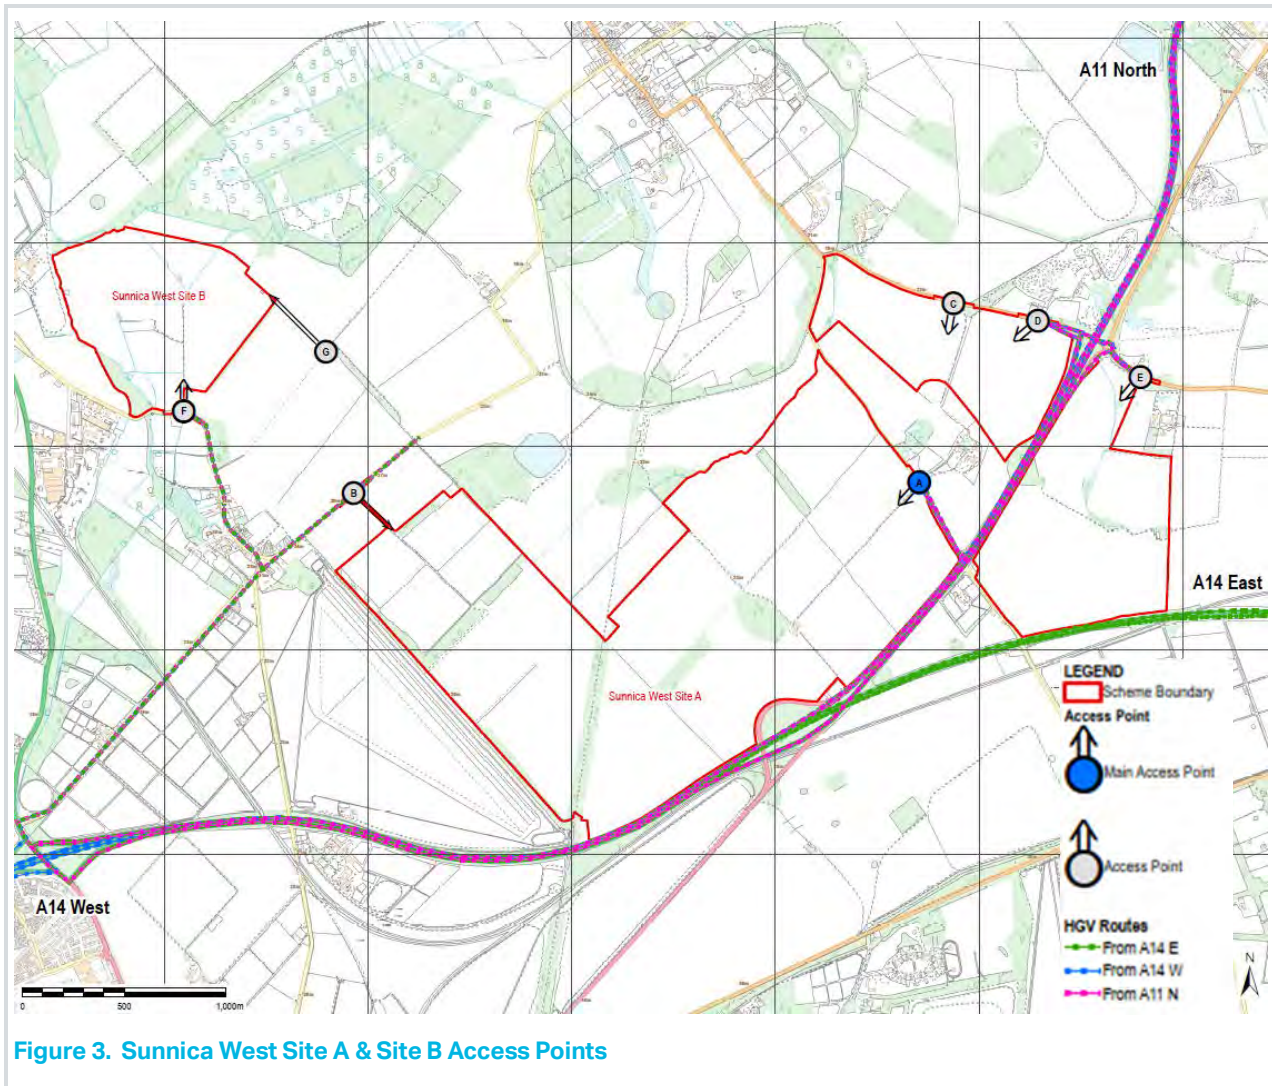 A11 North
Sunnica West Site B
C
D
G
E
F
A
B
A14 East
Sunnica West Site A
LEGEND
Scheme Boundary
Access Point
Main Access Point
Access Point
A14 West
HGV Routes
From A14 E
From A14 W
From A11 N
N
0 500 1,000m
Figure 3. Sunnica West Site A & Site B Access Points